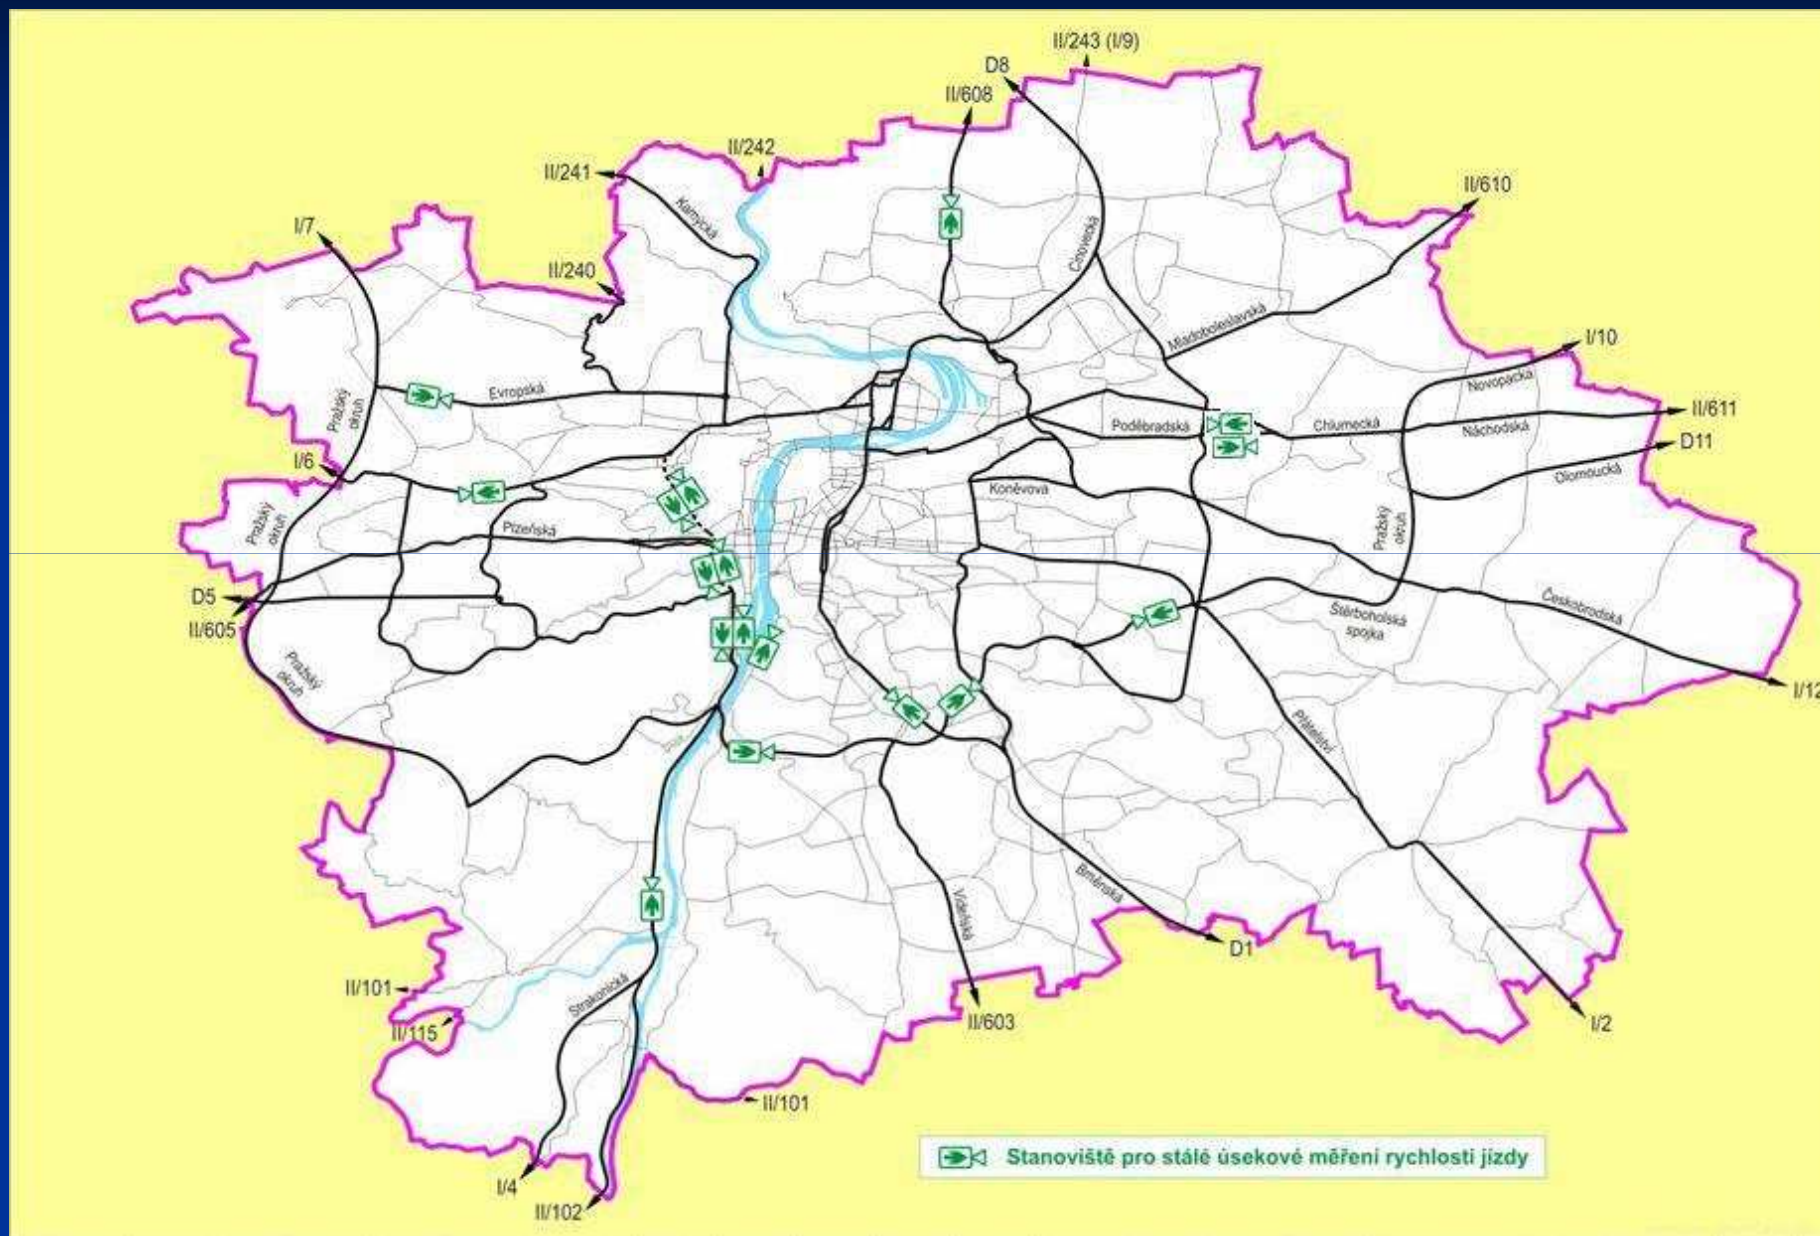 II/243 (I/9)
D8
II/608
II/242
II/241
II/610
Kamýcká
I/7
Cínovecká
II/240
Mladoboleslavská
I/10
Novopacká
Evropská
Pražský
okruh
II/611
Poděbradská
Chlumecká
Náchodská
D11
I/6
Olomoucká
Koněvova
Pražský
okruh
Plzeňská
Pražský
okruh
D5
Českobrodská
II/605
Štěrboholská
spojka
Pražský
okruh
I/12
Přátelství
Brněnská
Vídeňská
D1
II/101
Strakonická
II/603
I/2
II/115
II/101
Stanoviště pro stálé úsekové měření rychlosti jízdy
I/4
II/102